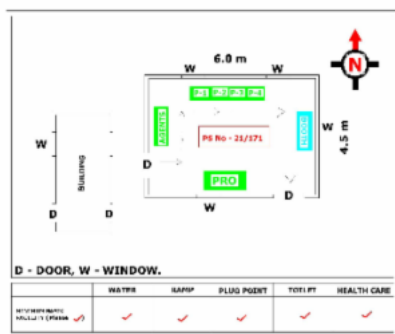 6.0 m
W W
N
P-1 P-2 P-3 P-4
AGENTS
W
W
4.5 m
PS No - 21/171
BUILDING
D
PRO
D
W
D D
D - DOOR, W - WINDOW.
WATER RAMP PLUG POINT TOILET HEALTH CARE